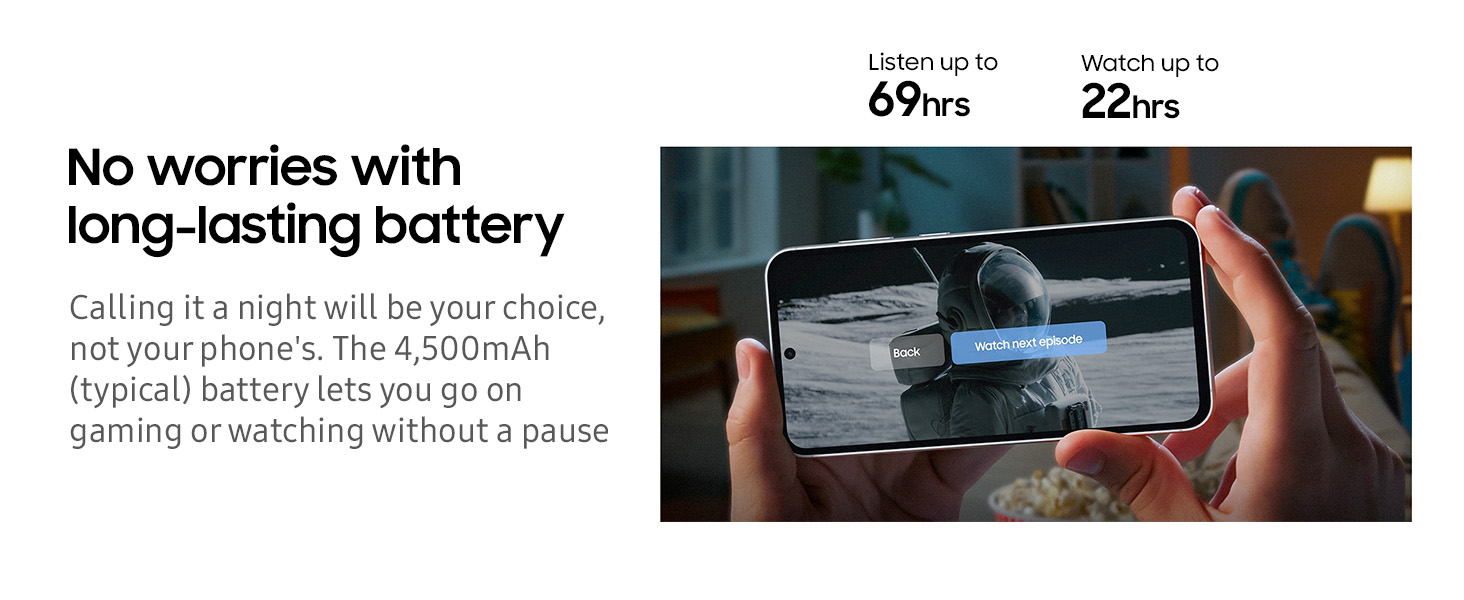 Listen up to
69hrs
Watch up to
22hrs
No worries with
long-lasting battery
Calling it a night will be your choice,
not your phone's. The 4,500mAh
(typical) battery lets you go on
gaming or watching without a pause
Back
Watch next episode